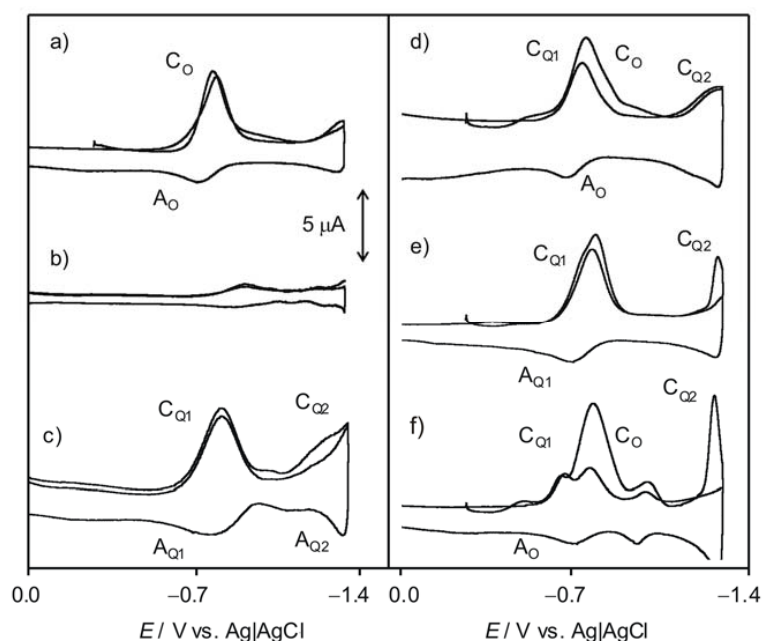 a)
C_O
A_O
5 μA
b)
c)
C_Q1
C_Q2
A_Q1
A_Q2
0.0
−0.7
−1.4
E / V vs. Ag|AgCl
d)
C_Q1
C_O
C_Q2
A_O
e)
C_Q1
C_Q2
A_Q1
f)
C_Q1
C_O
C_Q2
A_O
0.0
−0.7
−1.4
E / V vs. Ag|AgCl